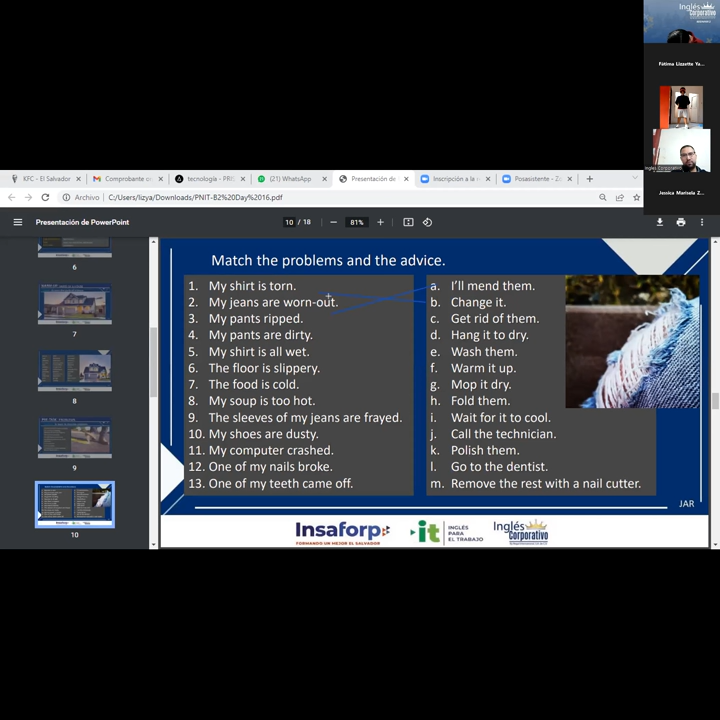 Inglés
Corporativo
Fátima Lizzette Ya...
Inglés Corporativo
Jessica Marisela Z...
KFC - El Salvador
Comprobante o
tecnología - PRI
(21) WhatsApp
Presentación de
Inscripción a la
Posasistente - Z
Archivo
C:/Users/lizya/Downloads/PNIT-B2%20Day%2016.pdf
Presentación de PowerPoint
10 / 18
81%
6
7
8
9
10
Match the problems and the advice.
1. My shirt is torn.
2. My jeans are worn-out.
3. My pants ripped.
4. My pants are dirty.
5. My shirt is all wet.
6. The floor is slippery.
7. The food is cold.
8. My soup is too hot.
9. The sleeves of my jeans are frayed.
10. My shoes are dusty.
11. My computer crashed.
12. One of my nails broke.
13. One of my teeth came off.
a. I'll mend them.
b. Change it.
c. Get rid of them.
d. Hang it to dry.
e. Wash them.
f. Warm it up.
g. Mop it dry.
h. Fold them.
i. Wait for it to cool.
j. Call the technician.
k. Polish them.
l. Go to the dentist.
m. Remove the rest with a nail cutter.
JAR
Insaforp
FORMANDO UN MEJOR EL SALVADOR
it
INGLÉS
PARA
EL TRABAJO
Inglés
Corporativo